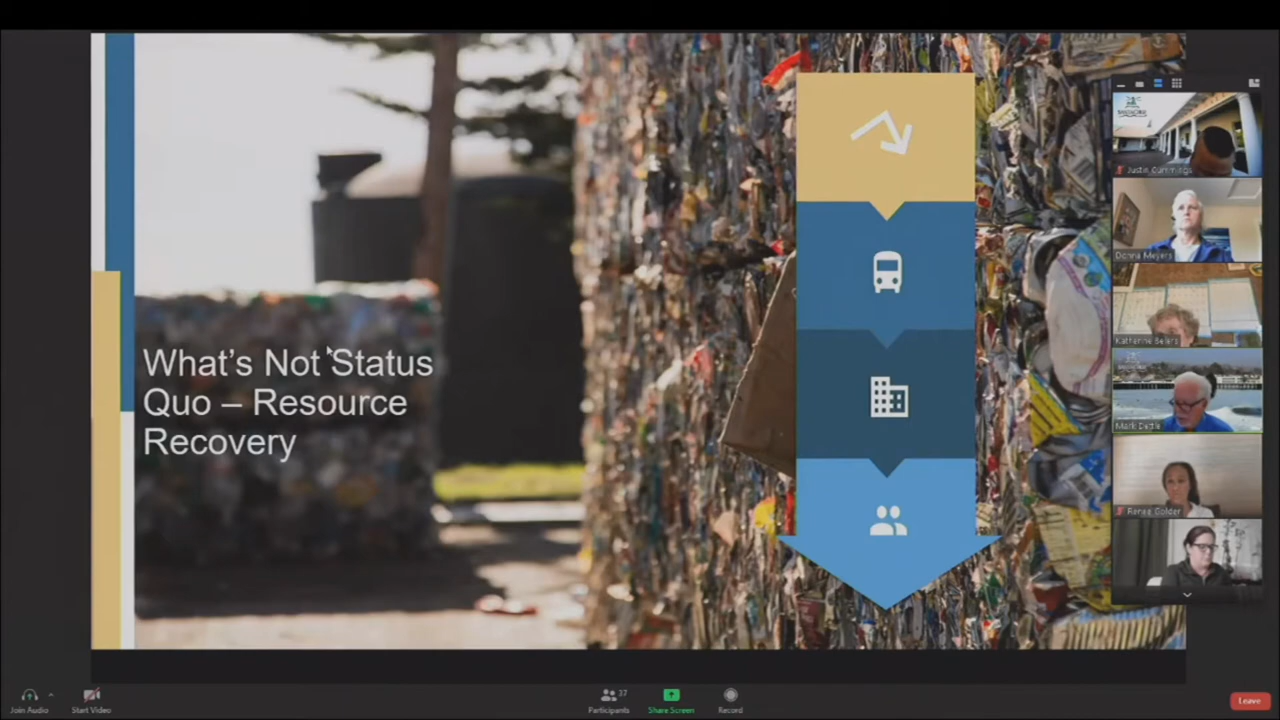 What's Not Status
Quo – Resource
Recovery
Justin Cummings
Donna Meyers
Katherine Beiers
Mark Dettle
Renee Golder
Join Audio
Start Video
Participants
37
Share Screen
Record
Leave